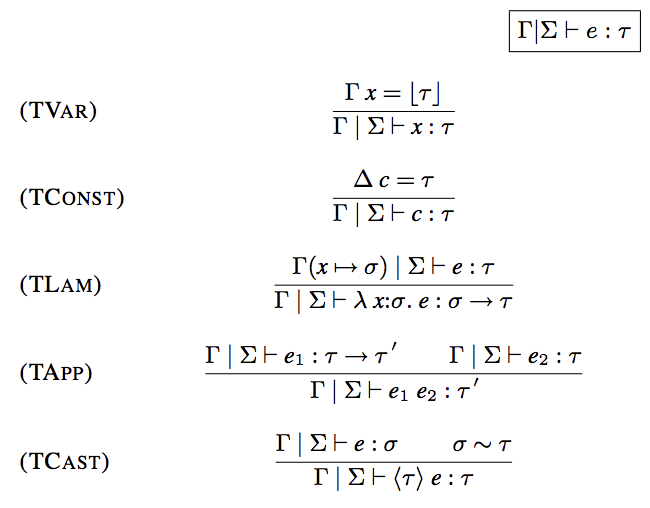 Γ|Σ ⊢ e : τ
Γ x = ⌊τ⌋
(TVAR)
Γ | Σ ⊢ x : τ
Δ c = τ
(TCONST)
Γ | Σ ⊢ c : τ
Γ(x ↦ σ) | Σ ⊢ e : τ
(TLAM)
Γ | Σ ⊢ λ x:σ. e : σ → τ
Γ | Σ ⊢ e₁ : τ → τ′ Γ | Σ ⊢ e₂ : τ
(TAPP)
Γ | Σ ⊢ e₁ e₂ : τ′
Γ | Σ ⊢ e : σ σ ∼ τ
(TCAST)
Γ | Σ ⊢ ⟨τ⟩ e : τ